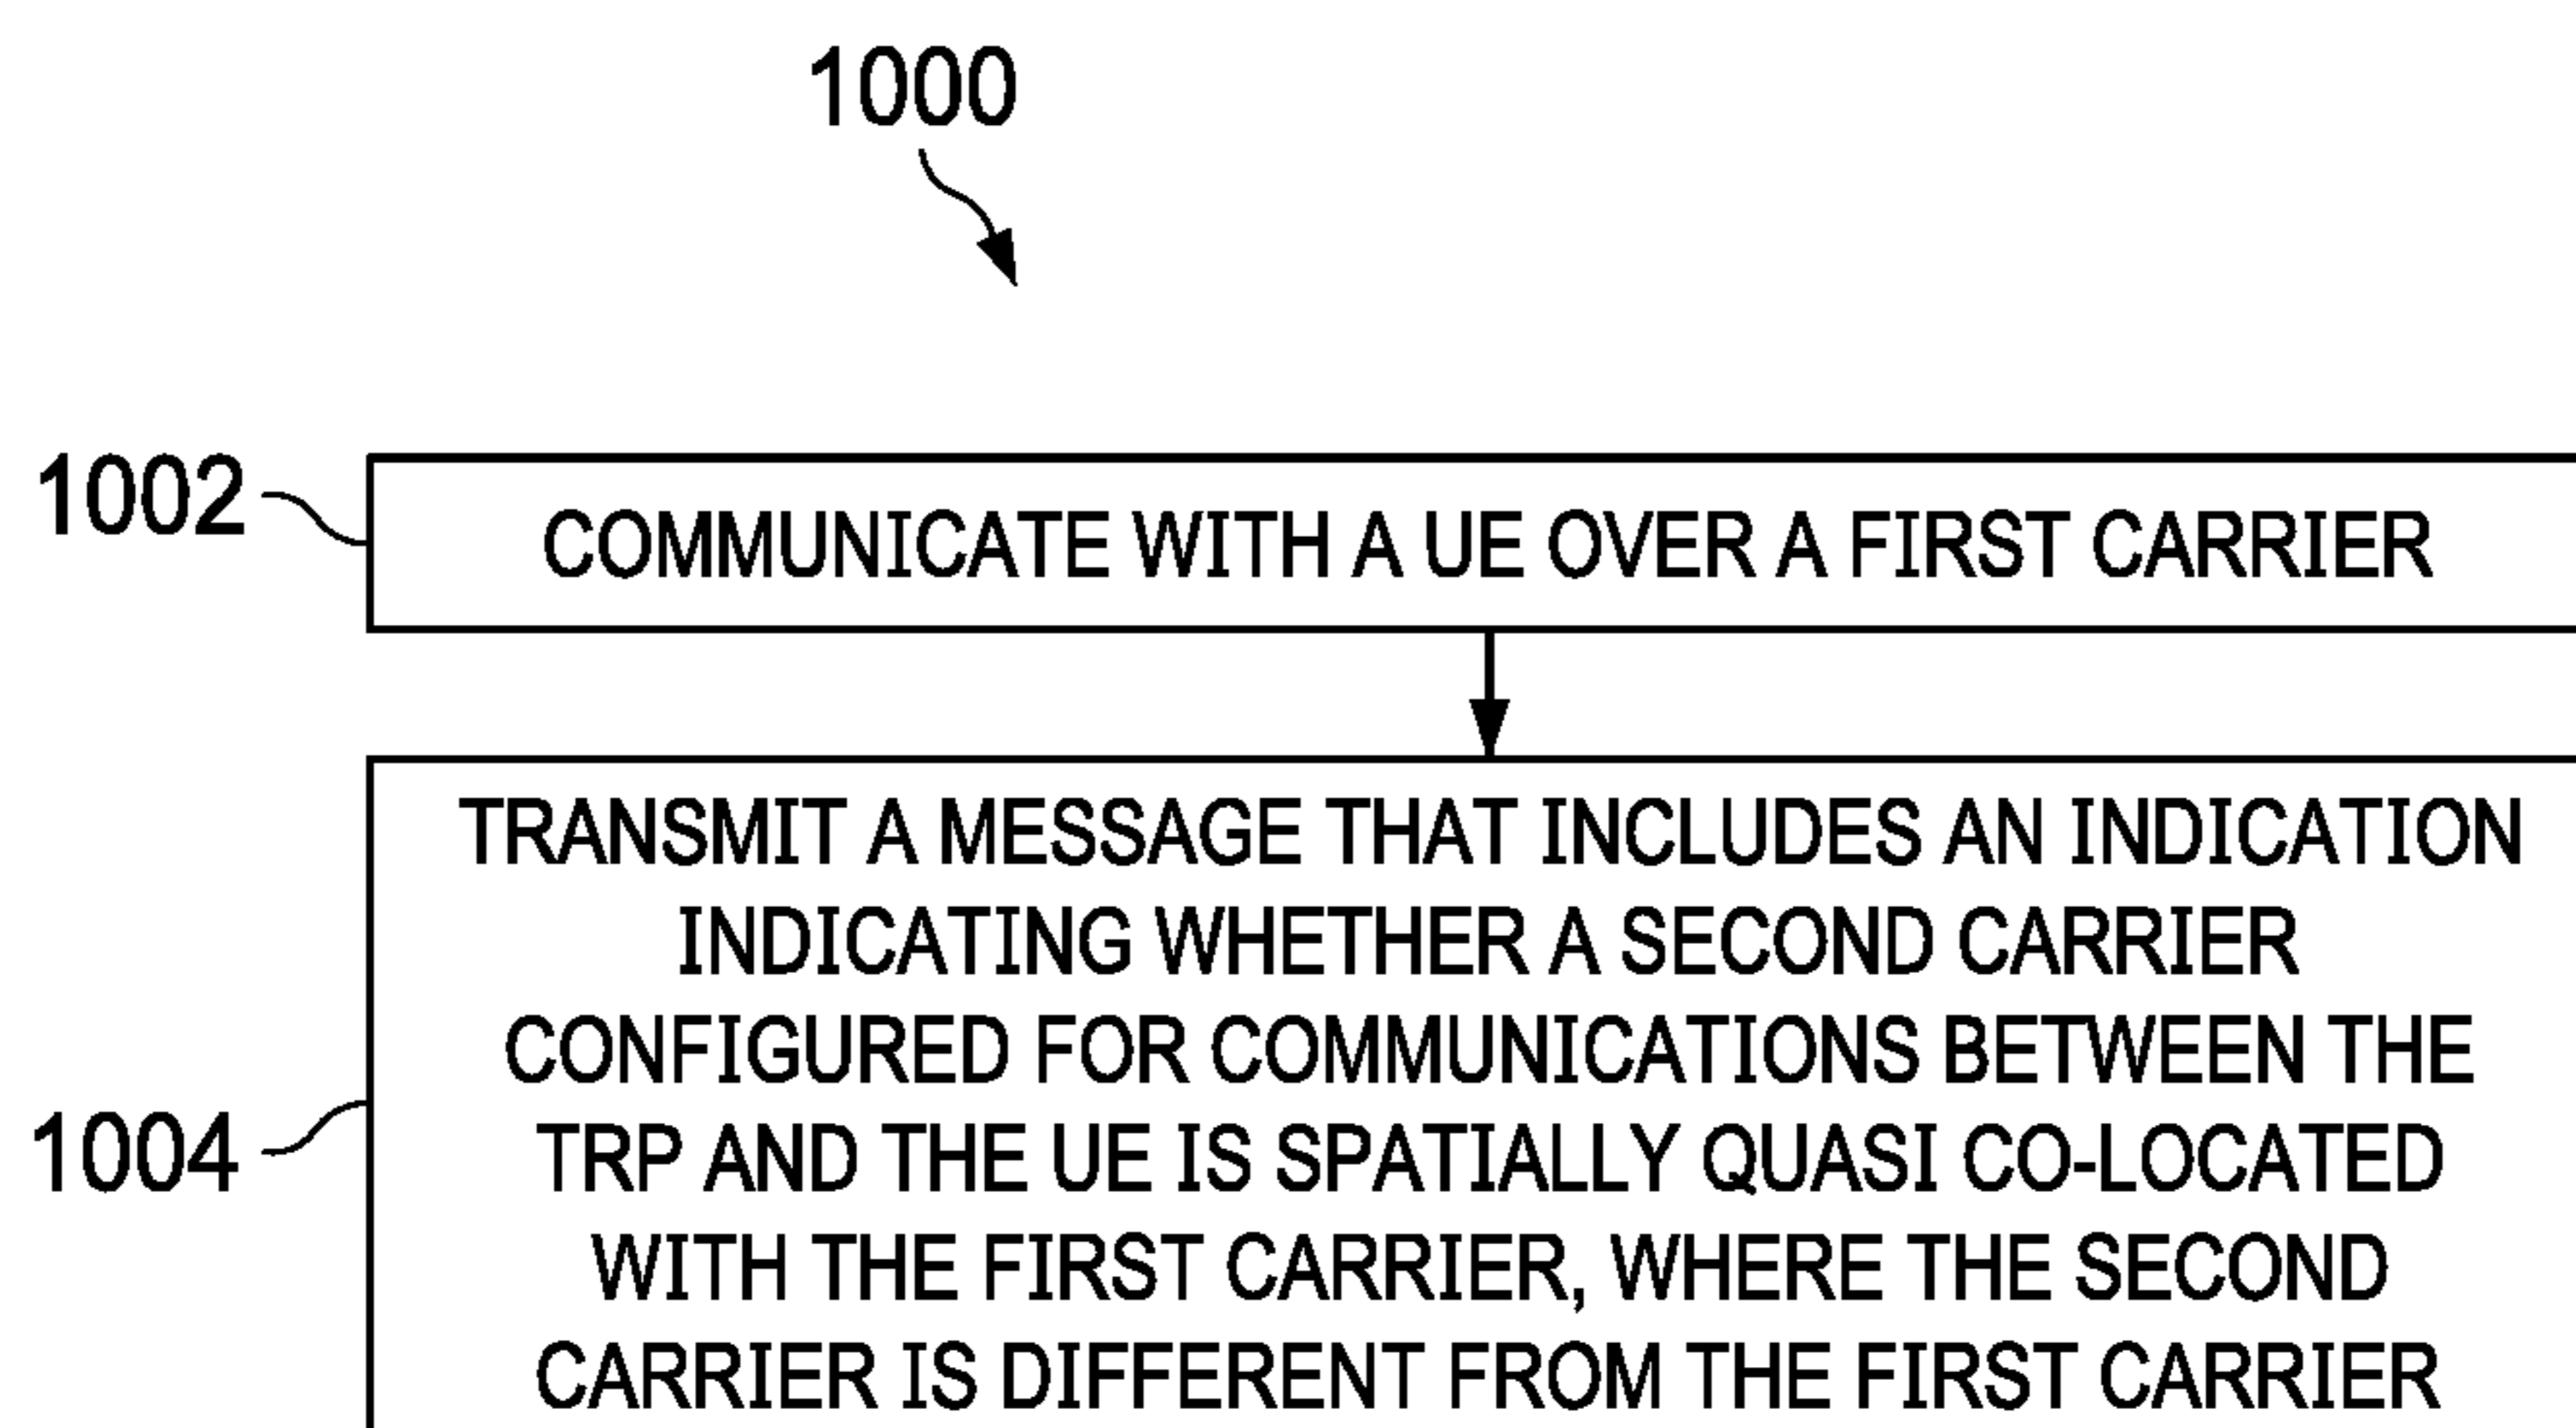 1000
1002
COMMUNICATE WITH A UE OVER A FIRST CARRIER
TRANSMIT A MESSAGE THAT INCLUDES AN INDICATION
INDICATING WHETHER A SECOND CARRIER
CONFIGURED FOR COMMUNICATIONS BETWEEN THE
1004
TRP AND THE UE IS SPATIALLY QUASI CO-LOCATED
WITH THE FIRST CARRIER, WHERE THE SECOND
CARRIER IS DIFFERENT FROM THE FIRST CARRIER